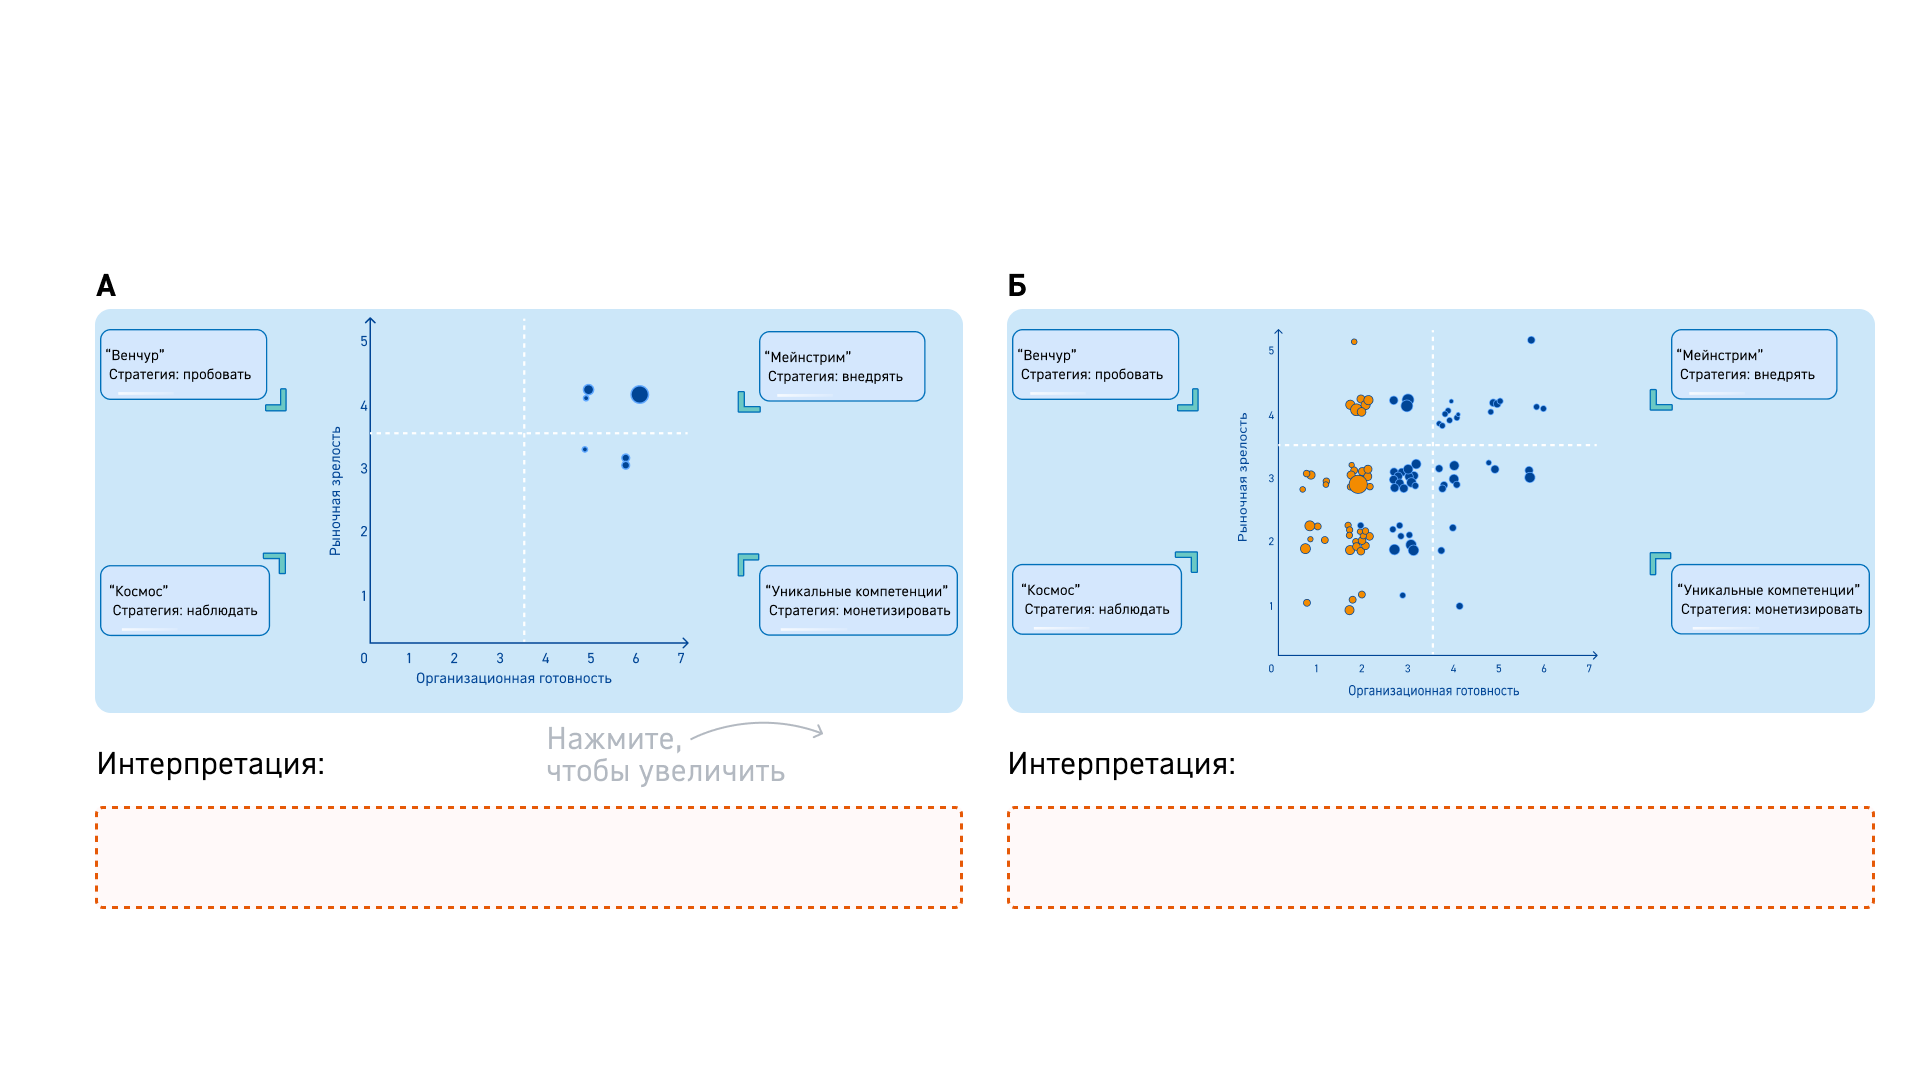 А
“Венчур”
Стратегия: пробовать
“Мейнстрим”
Стратегия: внедрять
“Космос”
Стратегия: наблюдать
“Уникальные компетенции”
Стратегия: монетизировать
Рыночная зрелость
5
4
3
2
1
0 1 2 3 4 5 6 7
Организационная готовность
Нажмите,
чтобы увеличить
Интерпретация:
Б
“Венчур”
Стратегия: пробовать
“Мейнстрим”
Стратегия: внедрять
“Космос”
Стратегия: наблюдать
“Уникальные компетенции”
Стратегия: монетизировать
Рыночная зрелость
5
4
3
2
1
0 1 2 3 4 5 6 7
Организационная готовность
Интерпретация: